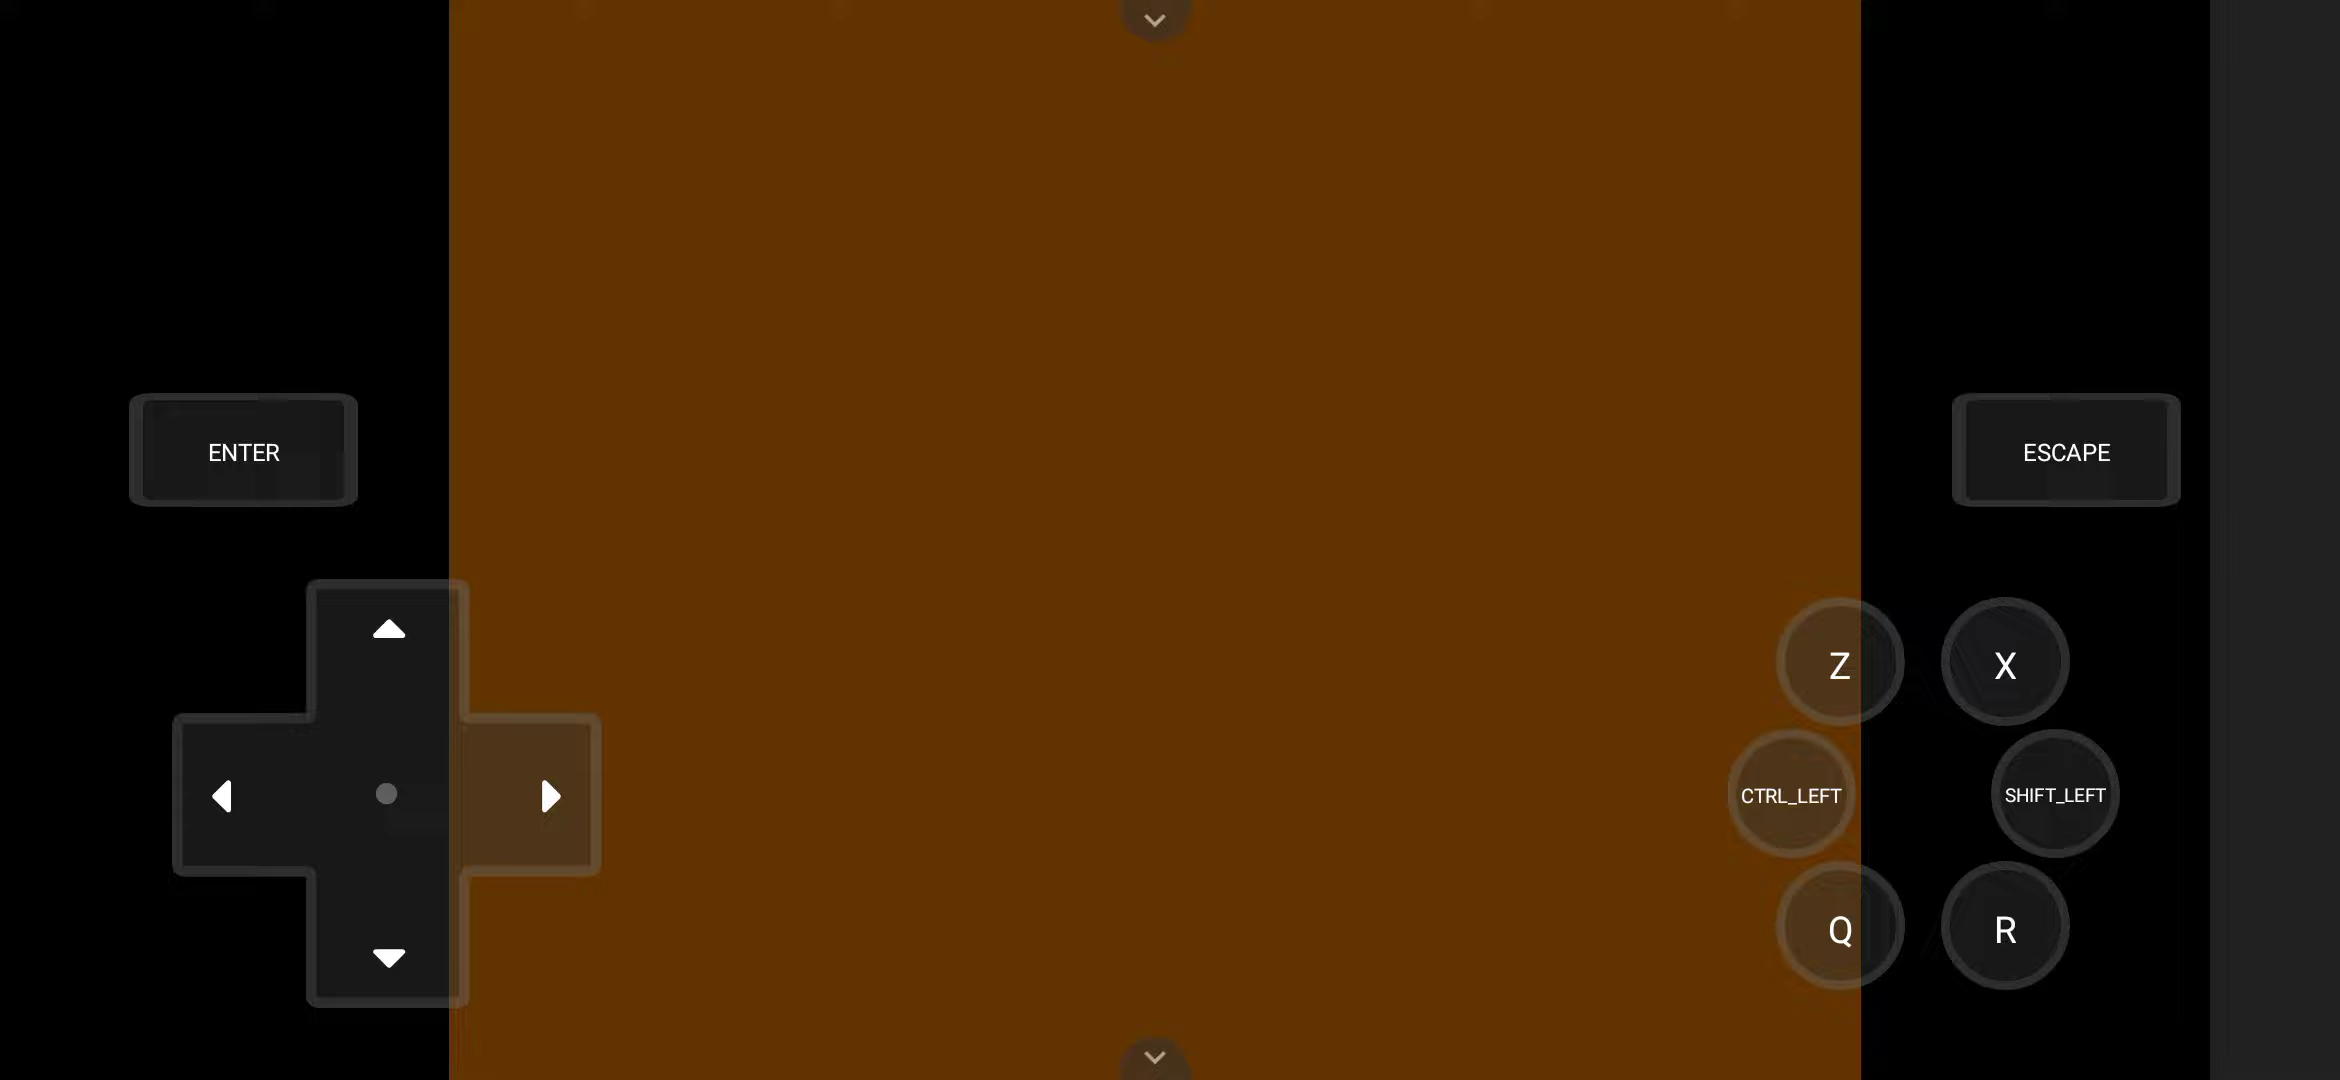 ENTER
ESCAPE
Z
X
CTRL_LEFT
SHIFT_LEFT
Q
R